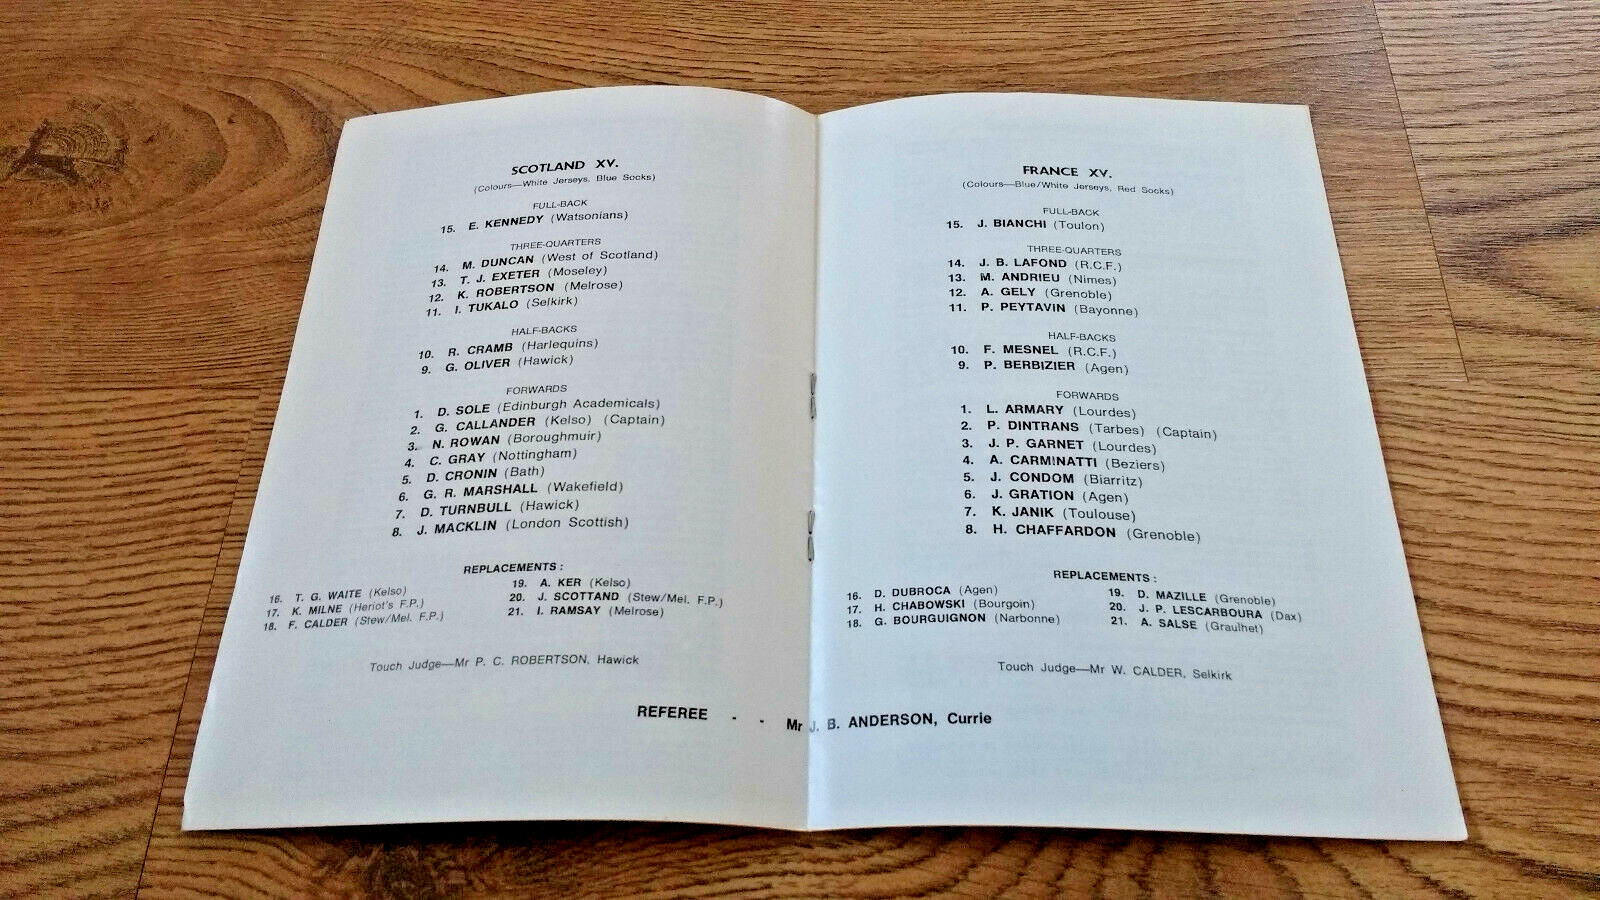 SCOTLAND XV.
(Colours—White Jerseys, Blue Socks)
FULL-BACK
15. E. KENNEDY (Watsonians)
THREE-QUARTERS
14. M. DUNCAN (West of Scotland)
13. T. J. EXETER (Moseley)
12. K. ROBERTSON (Melrose)
11. I. TUKALO (Selkirk)
HALF-BACKS
10. R. CRAMB (Harlequins)
9. G. OLIVER (Hawick)
FORWARDS
1. D. SOLE (Edinburgh Academicals)
2. G. CALLANDER (Kelso) (Captain)
3. N. ROWAN (Boroughmuir)
4. C. GRAY (Nottingham)
5. D. CRONIN (Bath)
6. G. R. MARSHALL (Wakefield)
7. D. TURNBULL (Hawick)
8. J. MACKLIN (London Scottish)
REPLACEMENTS :
16. T. G. WAITE (Kelso)
17. K. MILNE (Heriot's F.P.)
18. F. CALDER (Stew/Mel. F.P.)
19. A. KER (Kelso)
20. J. SCOTTAND (Stew/Mel. F.P.)
21. I. RAMSAY (Melrose)
Touch Judge—Mr P. C. ROBERTSON, Hawick
FRANCE XV.
(Colours—Blue/White Jerseys, Red Socks)
FULL-BACK
15. J. BIANCHI (Toulon)
THREE-QUARTERS
14. J. B. LAFOND (R.C.F.)
13. M. ANDRIEU (Nimes)
12. A. GELY (Grenoble)
11. P. PEYTAVIN (Bayonne)
HALF-BACKS
10. F. MESNEL (R.C.F.)
9. P. BERBIZIER (Agen)
FORWARDS
1. L. ARMARY (Lourdes)
2. P. DINTRANS (Tarbes) (Captain)
3. J. P. GARNET (Lourdes)
4. A. CARMINATTI (Beziers)
5. J. CONDOM (Biarritz)
6. J. GRATION (Agen)
7. K. JANIK (Toulouse)
8. H. CHAFFARDON (Grenoble)
REPLACEMENTS :
16. D. DUBROCA (Agen)
17. H. CHABOWSKI (Bourgoin)
18. G. BOURGUIGNON (Narbonne)
19. D. MAZILLE (Grenoble)
20. J. P. LESCARBOURA (Dax)
21. A. SALSE (Graulhet)
Touch Judge—Mr W. CALDER, Selkirk
REFEREE - - Mr J. B. ANDERSON, Currie